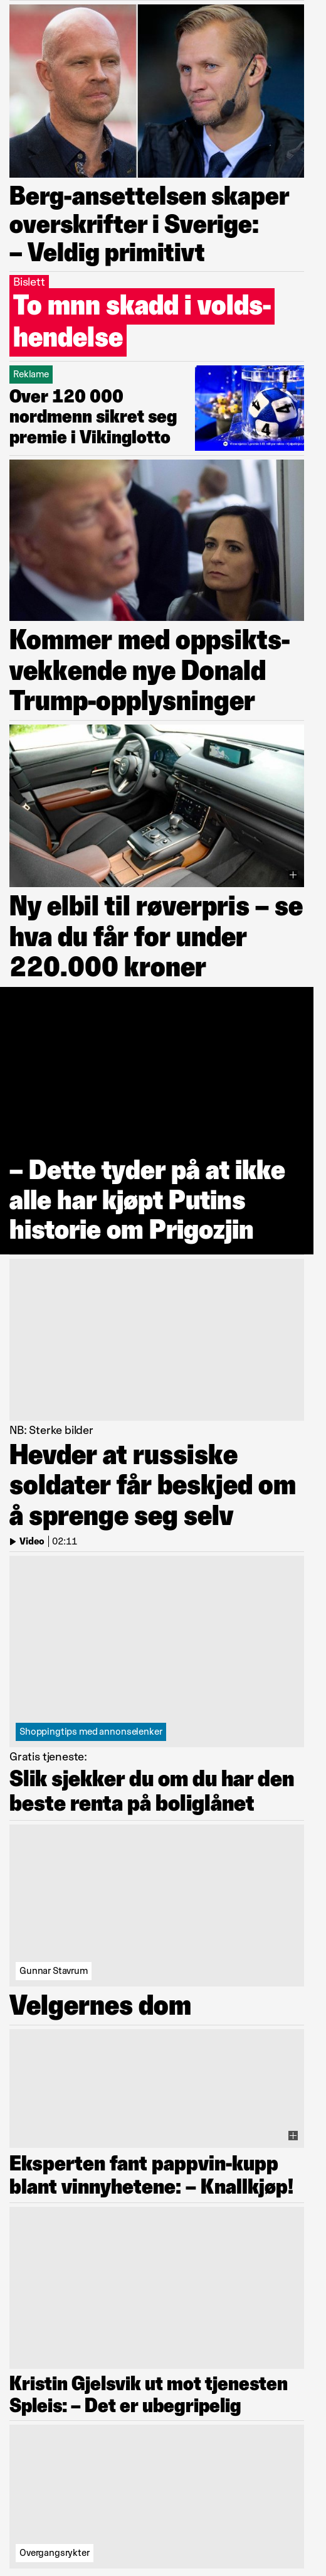 Berg-ansettelsen skaper
overskrifter i Sverige:
– Veldig primitivt
Bislett
To mnn skadd i volds-
hendelse
Reklame
Over 120 000
nordmenn sikret seg
premie i Vikinglotto
4
Kommer med oppsikts-
vekkende nye Donald
Trump-opplysninger
Ny elbil til røverpris – se
hva du får for under
220.000 kroner
– Dette tyder på at ikke
alle har kjøpt Putins
historie om Prigozjin
NB: Sterke bilder
Hevder at russiske
soldater får beskjed om
å sprenge seg selv
Video | 02:11
Shoppingtips med annonselenker
Gratis tjeneste:
Slik sjekker du om du har den
beste renta på boliglånet
Gunnar Stavrum
Velgernes dom
Eksperten fant pappvin-kupp
blant vinnyhetene: – Knallkjøp!
Kristin Gjelsvik ut mot tjenesten
Spleis: – Det er ubegripelig
Overgangsrykter